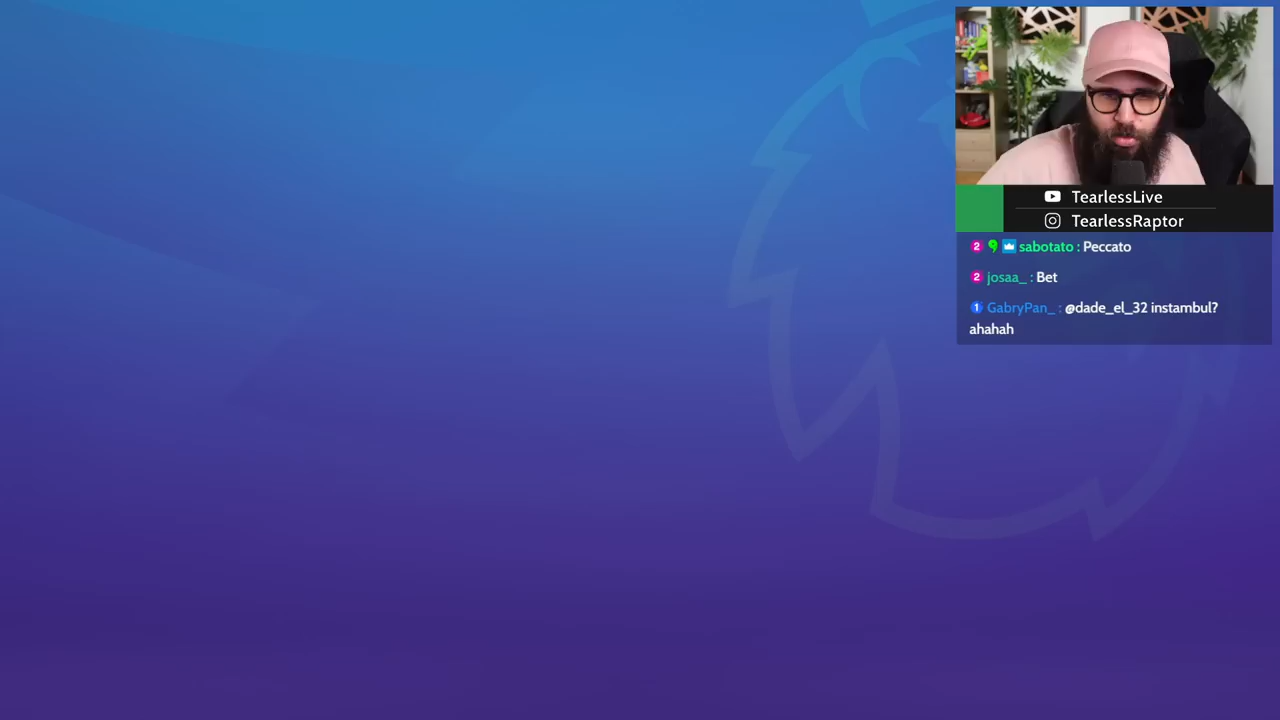 TearlessLive
TearlessRaptor
2 sabotato : Peccato
2 josaa_ : Bet
1 GabryPan_ : @dade_el_32 instambul?
ahahah